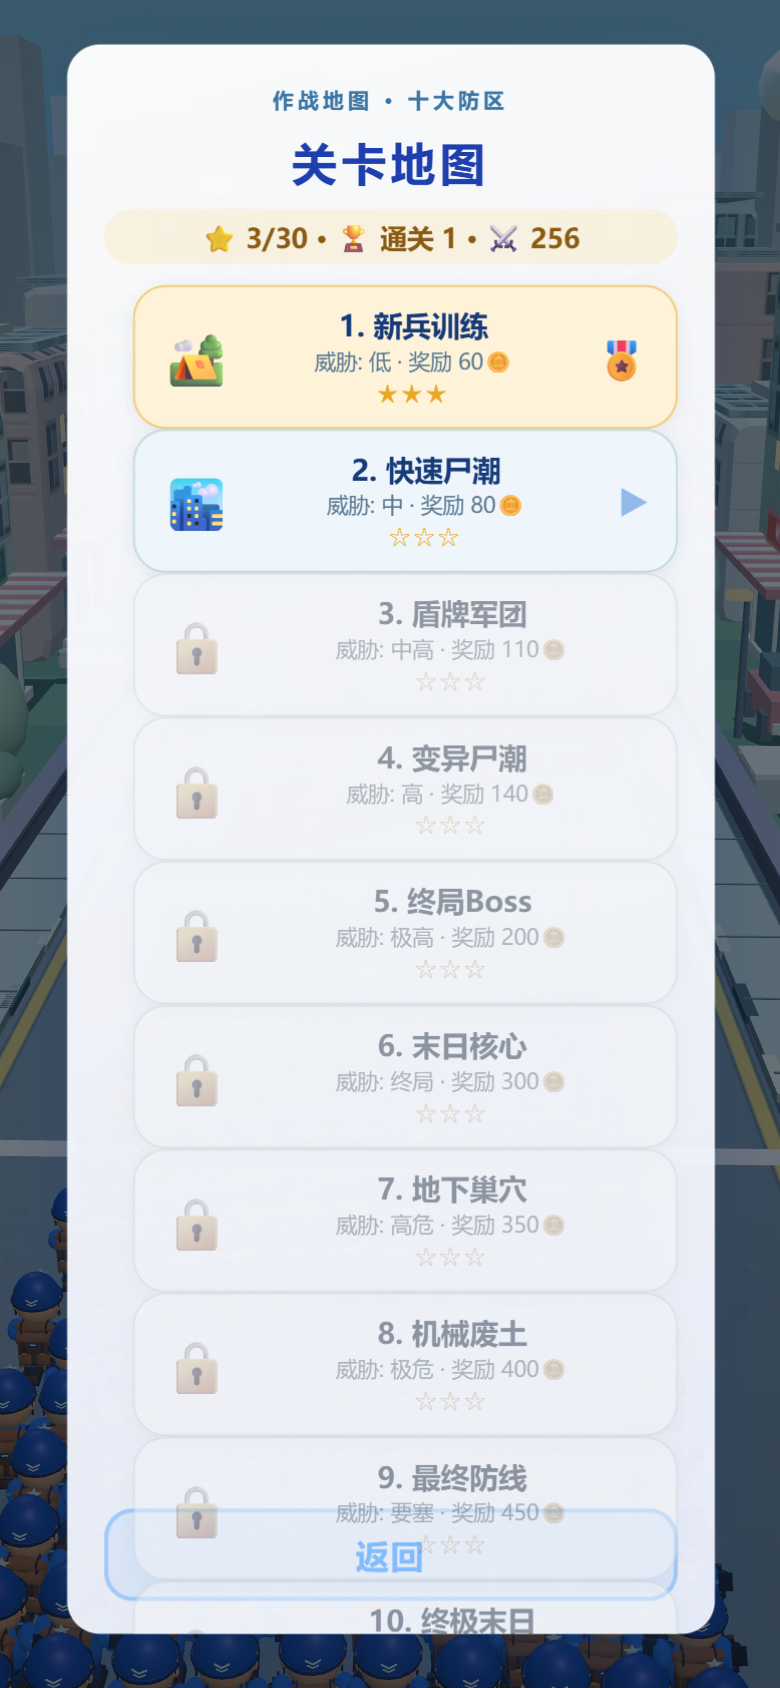 作战地图 • 十大防区
关卡地图
3/30 • 通关 1 • 256
1. 新兵训练
威胁: 低 · 奖励 60
★★★
2. 快速尸潮
威胁: 中 · 奖励 80
☆☆☆
3. 盾牌军团
威胁: 中高 · 奖励 110
☆☆☆
4. 变异尸潮
威胁: 高 · 奖励 140
☆☆☆
5. 终局Boss
威胁: 极高 · 奖励 200
☆☆☆
6. 末日核心
威胁: 终局 · 奖励 300
☆☆☆
7. 地下巢穴
威胁: 高危 · 奖励 350
☆☆☆
8. 机械废土
威胁: 极危 · 奖励 400
☆☆☆
9. 最终防线
威胁: 要塞 · 奖励 450
☆☆☆
返回
10. 终极末日